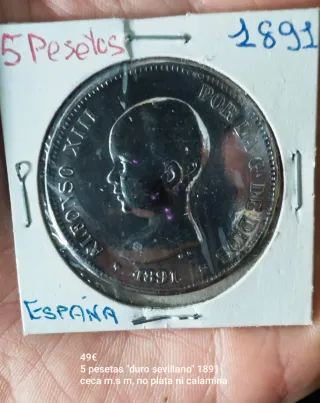 5 Pesetas
1891
ALFONSO XIII POR LA G. DE DIOS
1891
ESPAÑA
49€
5 pesetas "duro sevillano" 1891
ceca m.s m, no plata ni calamina